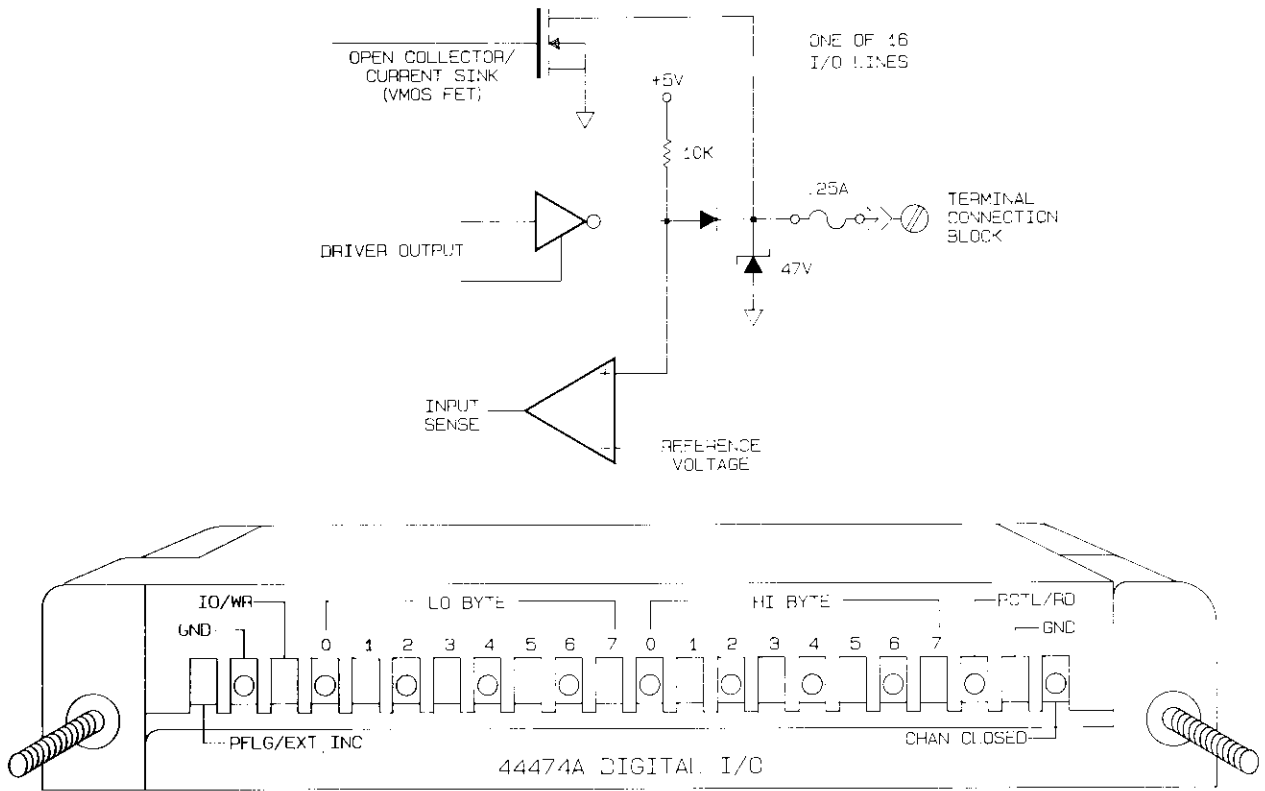 OPEN COLLECTOR/
CURRENT SINK
(VMOS FET)
ONE OF 16
I/O LINES
+5V
10K
.25A
TERMINAL
CONNECTION
BLOCK
DRIVER OUTPUT
47V
+
INPUT
SENSE
-
REFERENCE
VOLTAGE
IO/WR
LO BYTE
HI BYTE
PCTL/RD
GND
GND
0 1 2 3 4 5 6 7 0 1 2 3 4 5 6 7
PFLG/EXT INC
CHAN CLOSED
44474A DIGITAL I/O